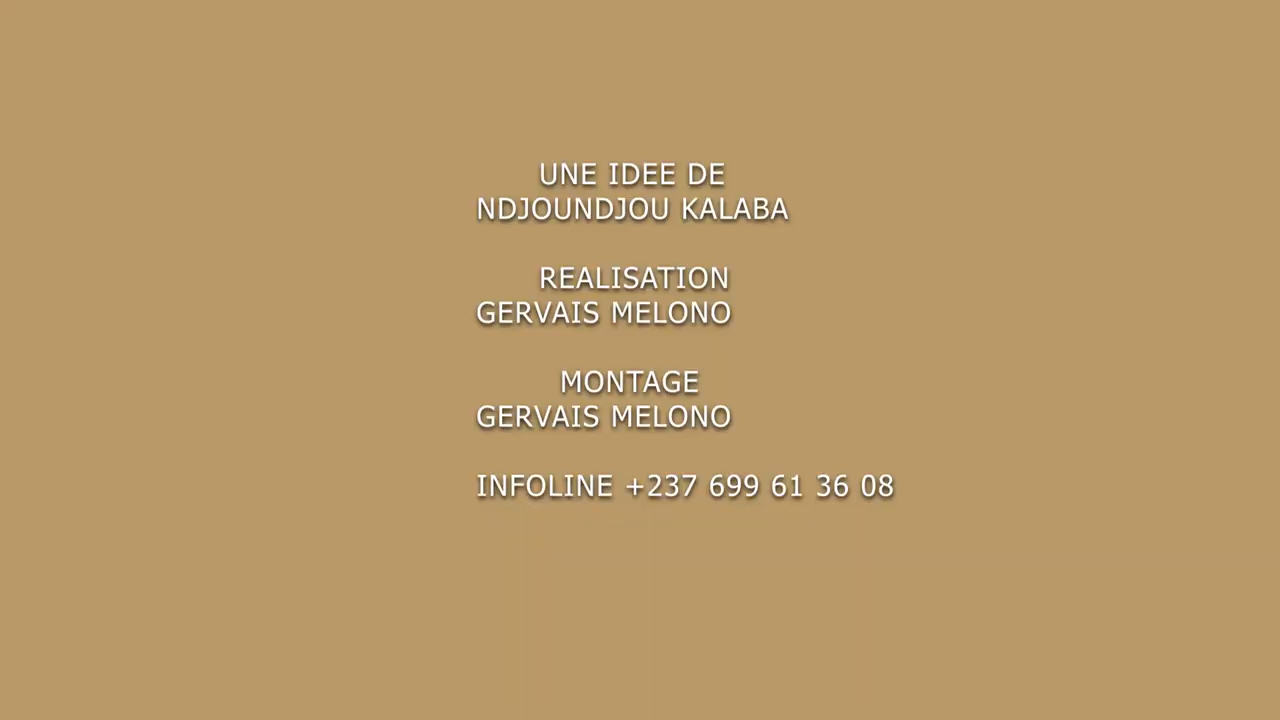 UNE IDEE DE
NDJOUNDJOU KALABA
REALISATION
GERVAIS MELONO
MONTAGE
GERVAIS MELONO
INFOLINE +237 699 61 36 08